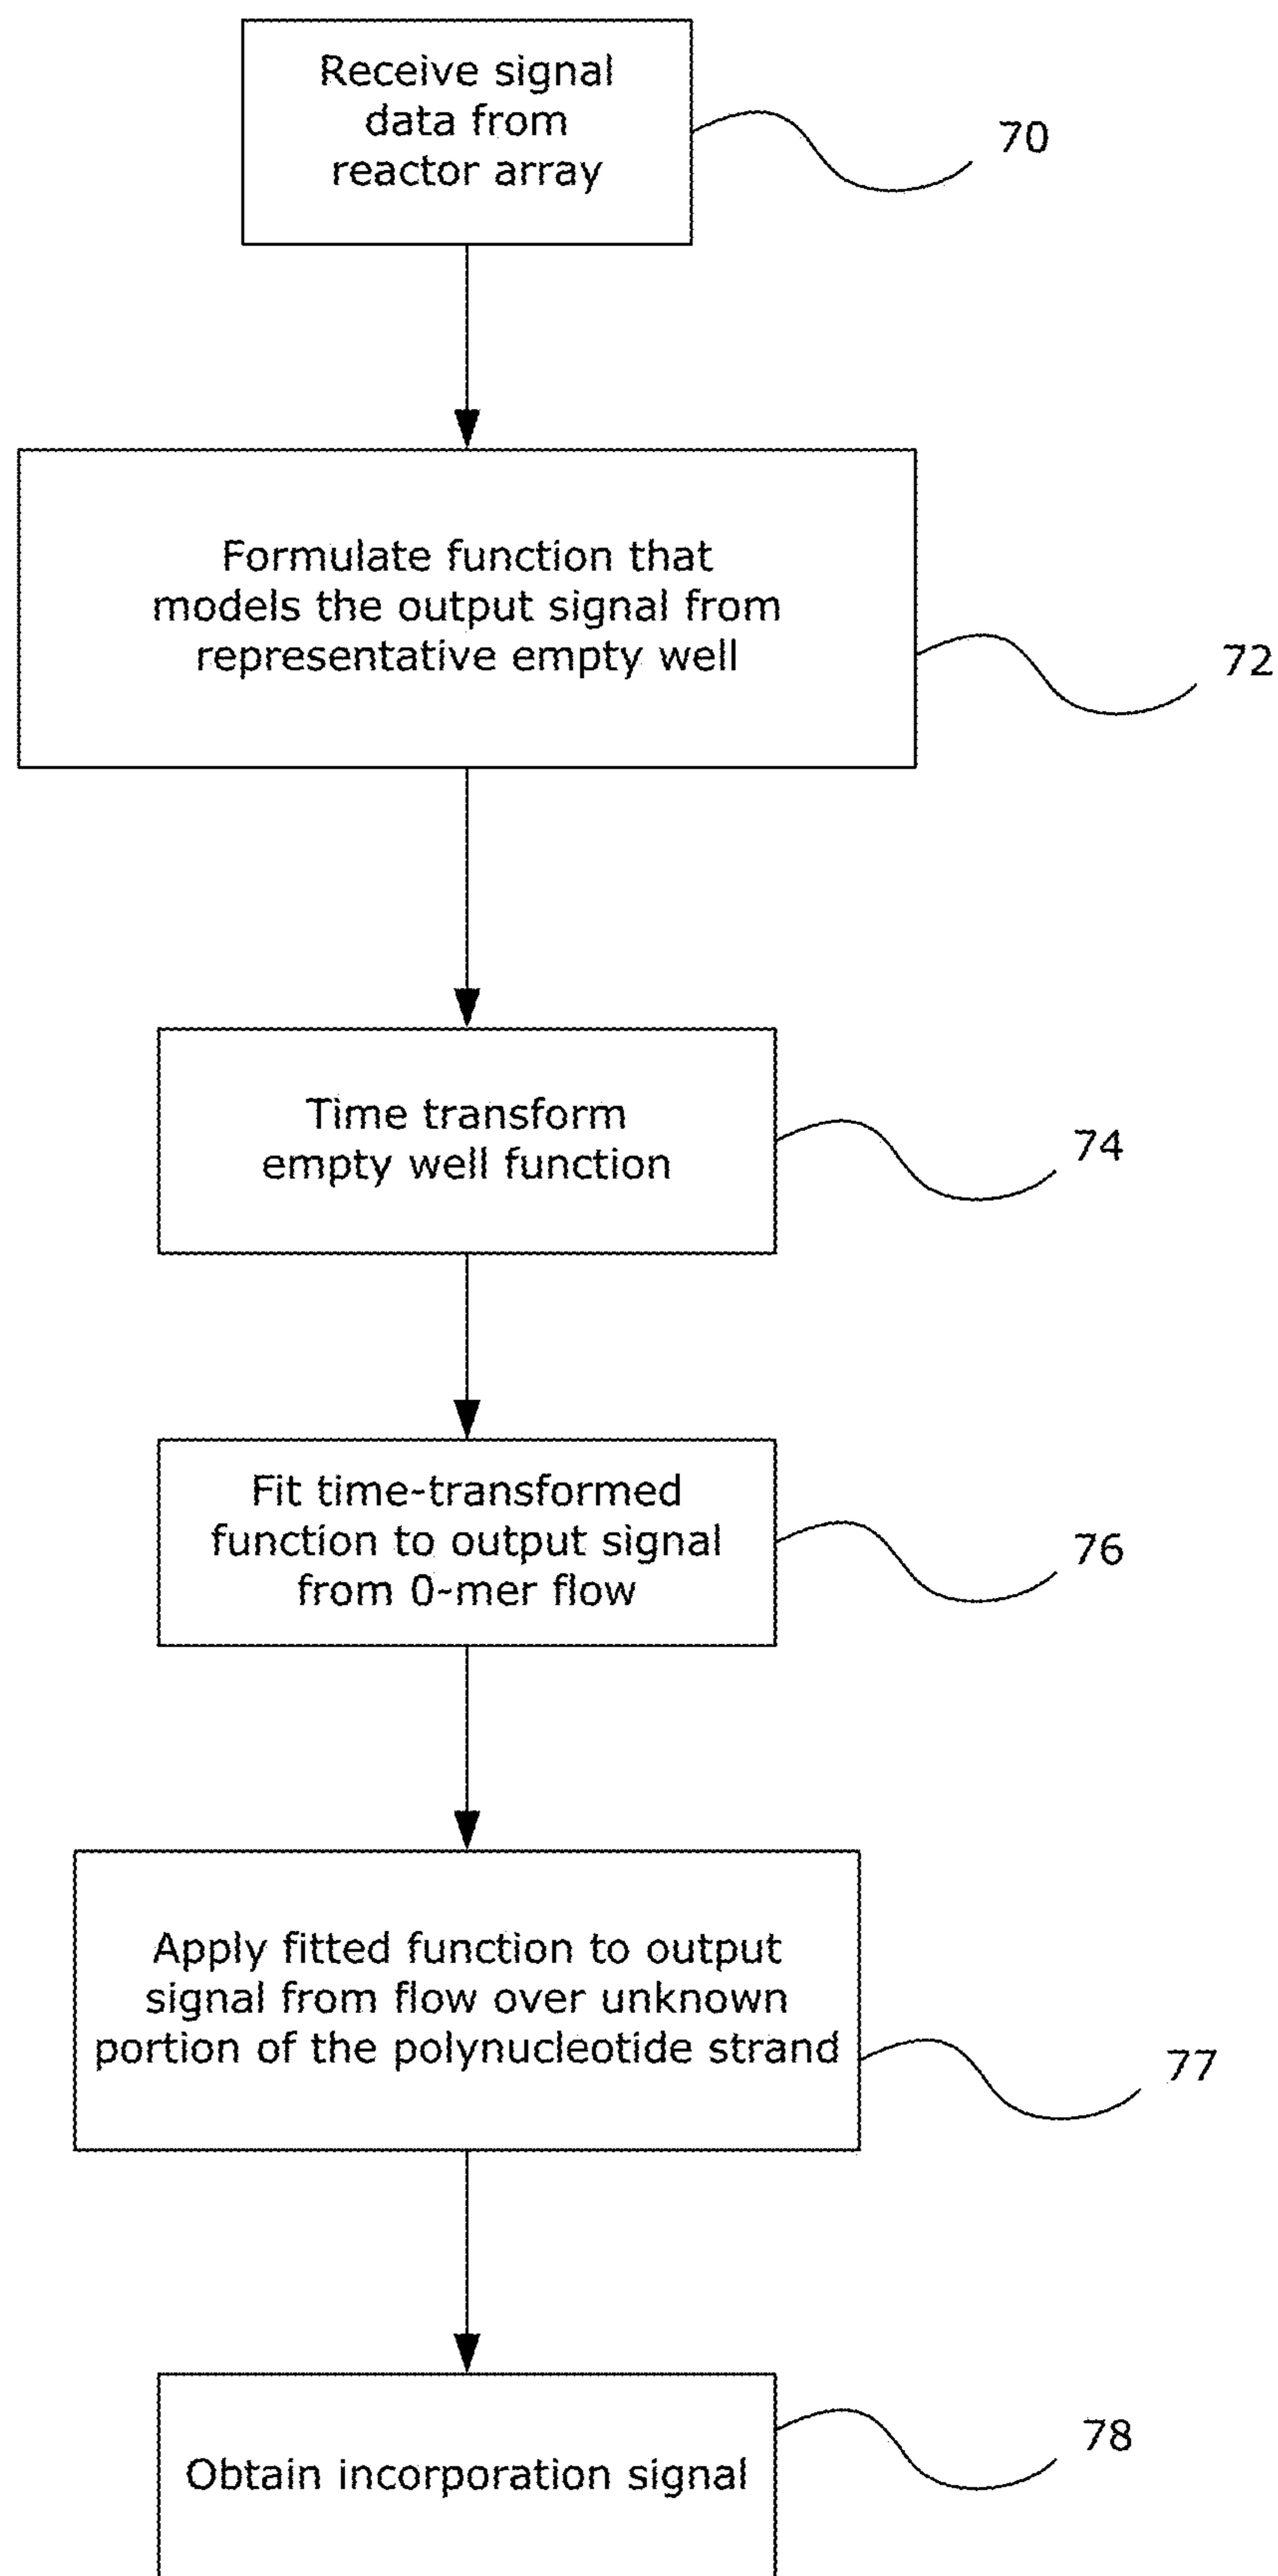 Receive signal
data from
reactor array
70
Formulate function that
models the output signal from
representative empty well
72
Time transform
empty well function
74
Fit time-transformed
function to output signal
from 0-mer flow
76
Apply fitted function to output
signal from flow over unknown
portion of the polynucleotide strand
77
Obtain incorporation signal
78